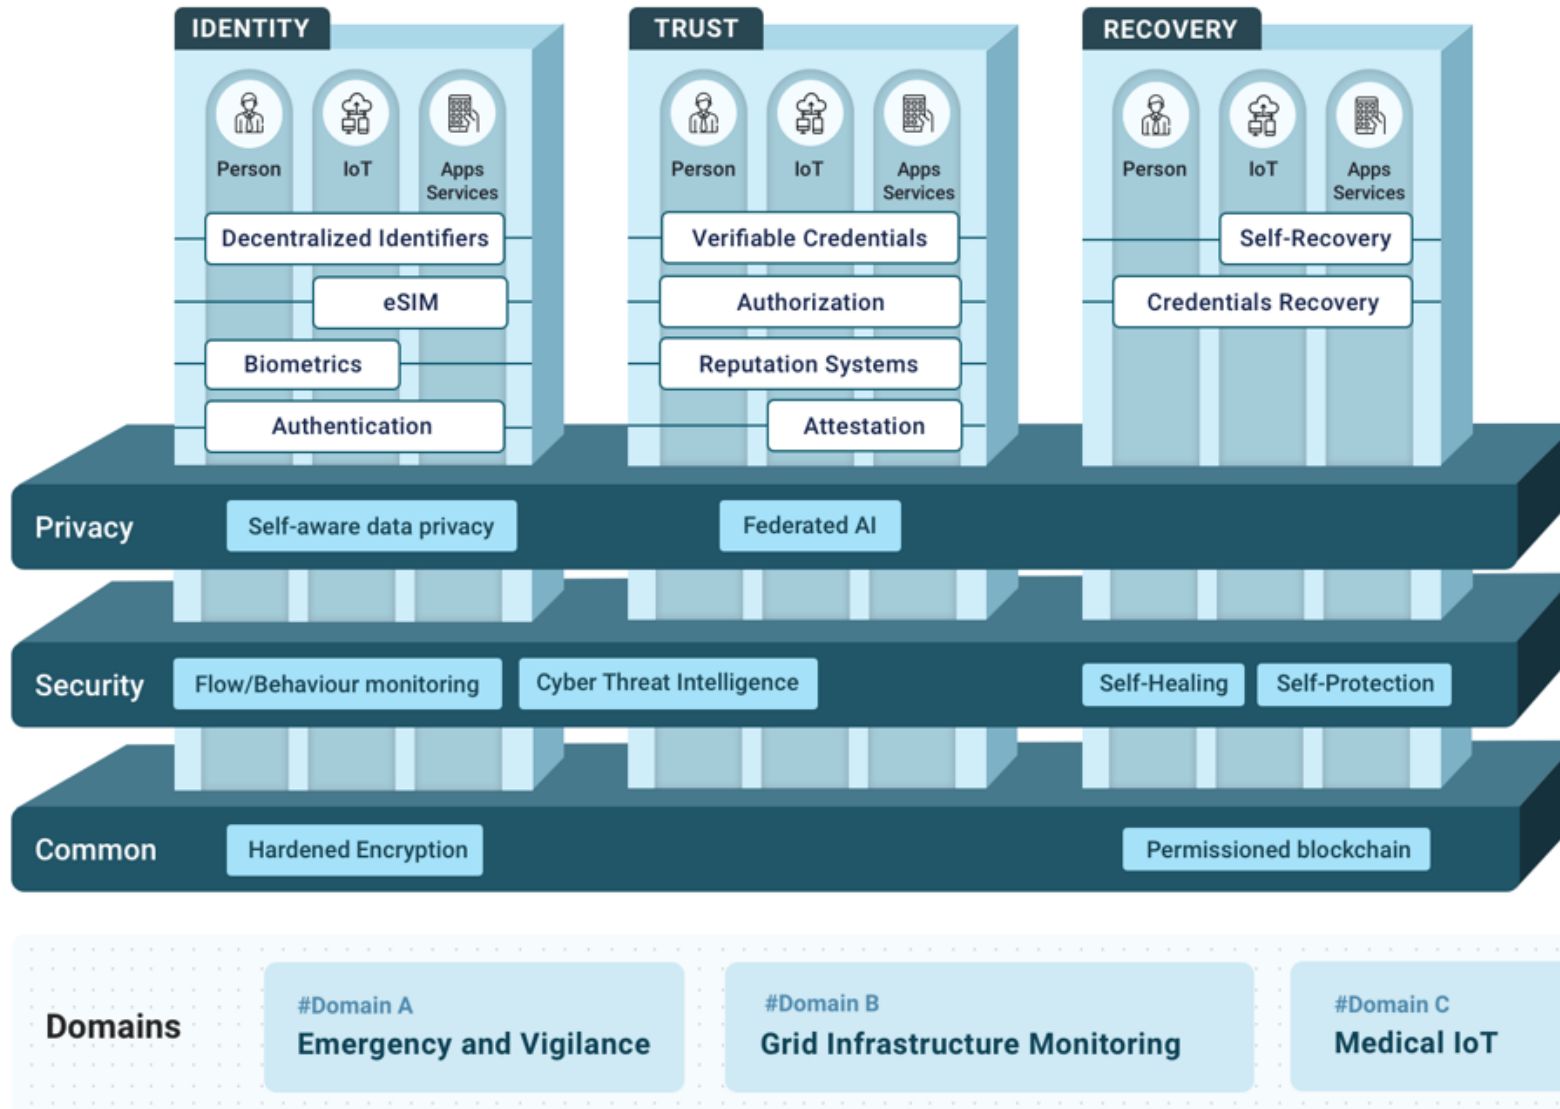 IDENTITY
TRUST
RECOVERY
Person
IoT
Apps
Services
Person
IoT
Apps
Services
Person
IoT
Apps
Services
Decentralized Identifiers
eSIM
Biometrics
Authentication
Verifiable Credentials
Authorization
Reputation Systems
Attestation
Self-Recovery
Credentials Recovery
Privacy
Self-aware data privacy
Federated AI
Security
Flow/Behaviour monitoring
Cyber Threat Intelligence
Self-Healing
Self-Protection
Common
Hardened Encryption
Permissioned blockchain
Domains
#Domain A
Emergency and Vigilance
#Domain B
Grid Infrastructure Monitoring
#Domain C
Medical IoT